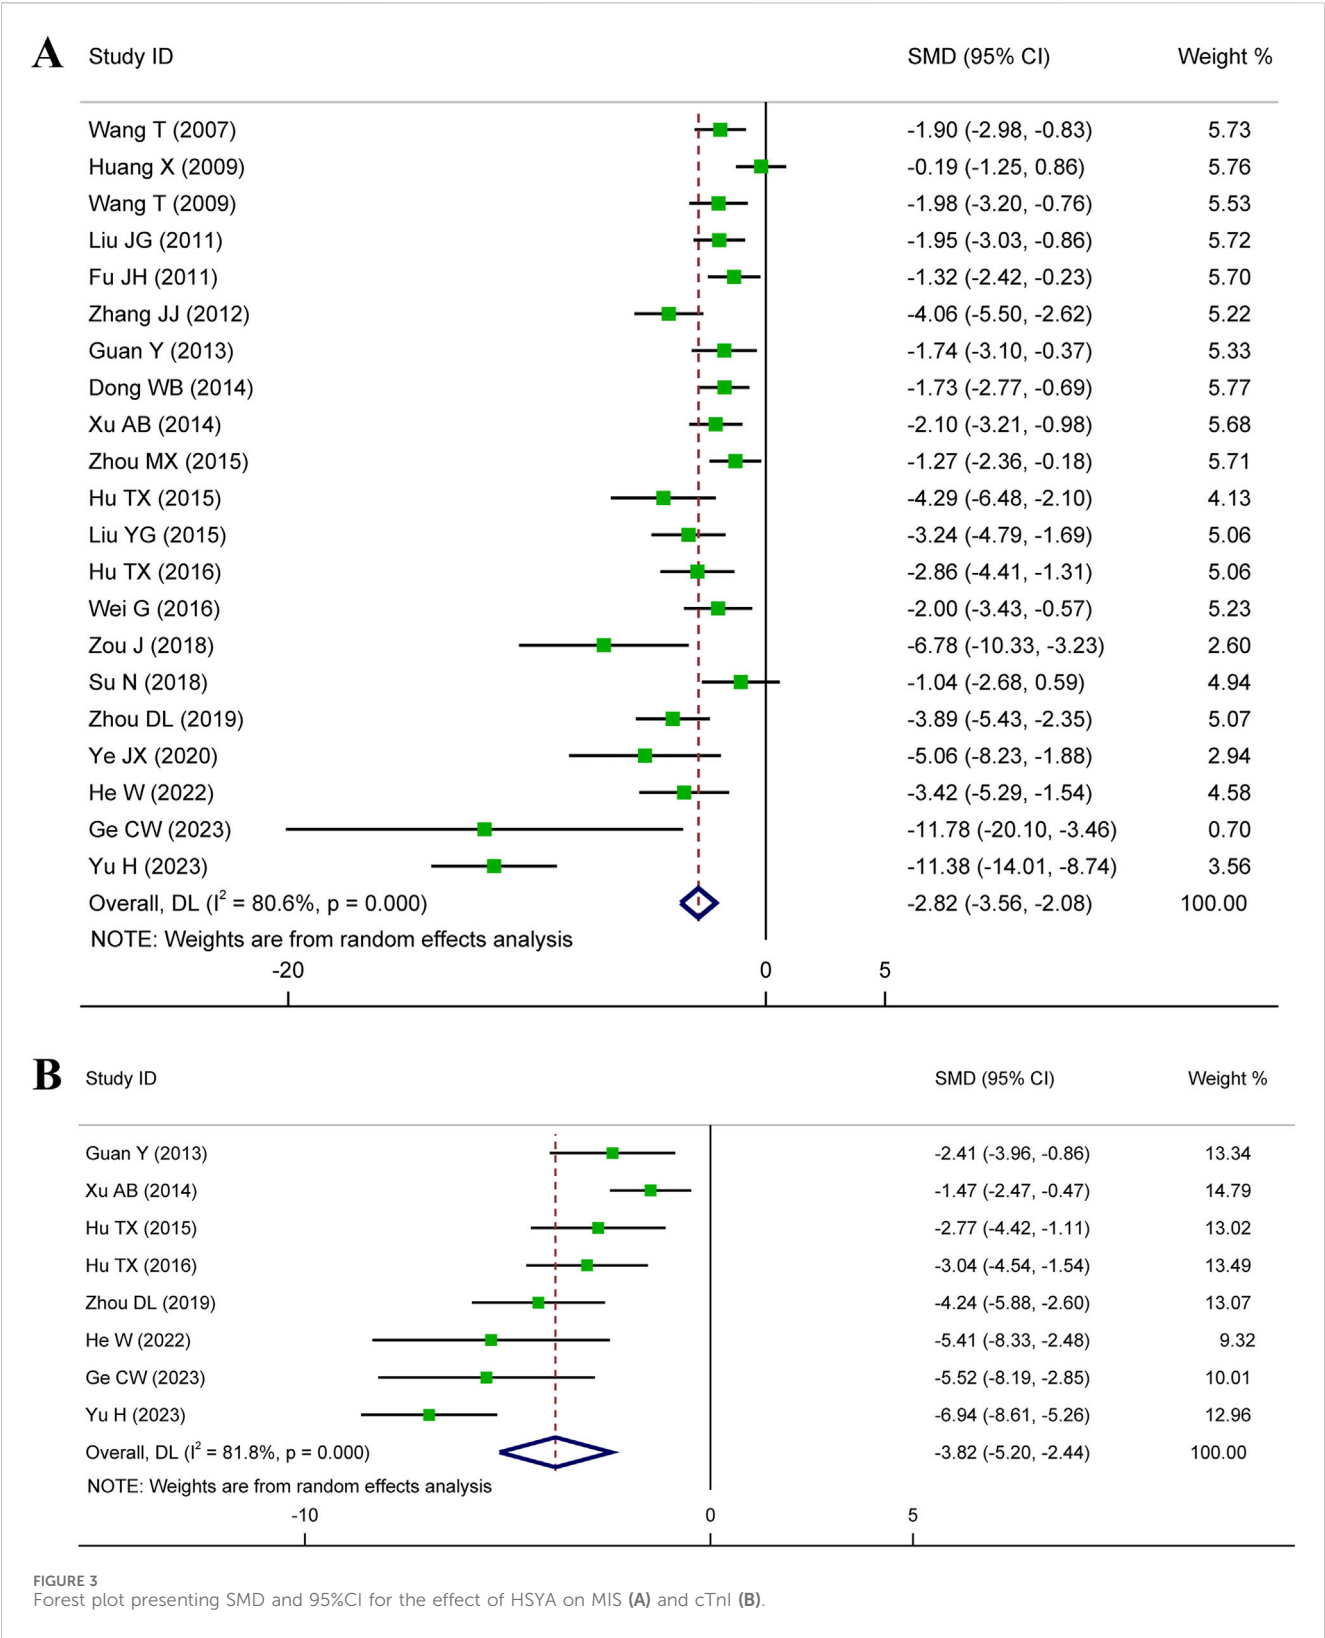 A Study ID SMD (95% CI) Weight %
Wang T (2007) -1.90 (-2.98, -0.83) 5.73
Huang X (2009) -0.19 (-1.25, 0.86) 5.76
Wang T (2009) -1.98 (-3.20, -0.76) 5.53
Liu JG (2011) -1.95 (-3.03, -0.86) 5.72
Fu JH (2011) -1.32 (-2.42, -0.23) 5.70
Zhang JJ (2012) -4.06 (-5.50, -2.62) 5.22
Guan Y (2013) -1.74 (-3.10, -0.37) 5.33
Dong WB (2014) -1.73 (-2.77, -0.69) 5.77
Xu AB (2014) -2.10 (-3.21, -0.98) 5.68
Zhou MX (2015) -1.27 (-2.36, -0.18) 5.71
Hu TX (2015) -4.29 (-6.48, -2.10) 4.13
Liu YG (2015) -3.24 (-4.79, -1.69) 5.06
Hu TX (2016) -2.86 (-4.41, -1.31) 5.06
Wei G (2016) -2.00 (-3.43, -0.57) 5.23
Zou J (2018) -6.78 (-10.33, -3.23) 2.60
Su N (2018) -1.04 (-2.68, 0.59) 4.94
Zhou DL (2019) -3.89 (-5.43, -2.35) 5.07
Ye JX (2020) -5.06 (-8.23, -1.88) 2.94
He W (2022) -3.42 (-5.29, -1.54) 4.58
Ge CW (2023) -11.78 (-20.10, -3.46) 0.70
Yu H (2023) -11.38 (-14.01, -8.74) 3.56
Overall, DL (I² = 80.6%, p = 0.000) -2.82 (-3.56, -2.08) 100.00
NOTE: Weights are from random effects analysis
-20 0 5
B Study ID SMD (95% CI) Weight %
Guan Y (2013) -2.41 (-3.96, -0.86) 13.34
Xu AB (2014) -1.47 (-2.47, -0.47) 14.79
Hu TX (2015) -2.77 (-4.42, -1.11) 13.02
Hu TX (2016) -3.04 (-4.54, -1.54) 13.49
Zhou DL (2019) -4.24 (-5.88, -2.60) 13.07
He W (2022) -5.41 (-8.33, -2.48) 9.32
Ge CW (2023) -5.52 (-8.19, -2.85) 10.01
Yu H (2023) -6.94 (-8.61, -5.26) 12.96
Overall, DL (I² = 81.8%, p = 0.000) -3.82 (-5.20, -2.44) 100.00
NOTE: Weights are from random effects analysis
-10 0 5
FIGURE 3
Forest plot presenting SMD and 95%CI for the effect of HSYA on MIS (A) and cTnI (B).